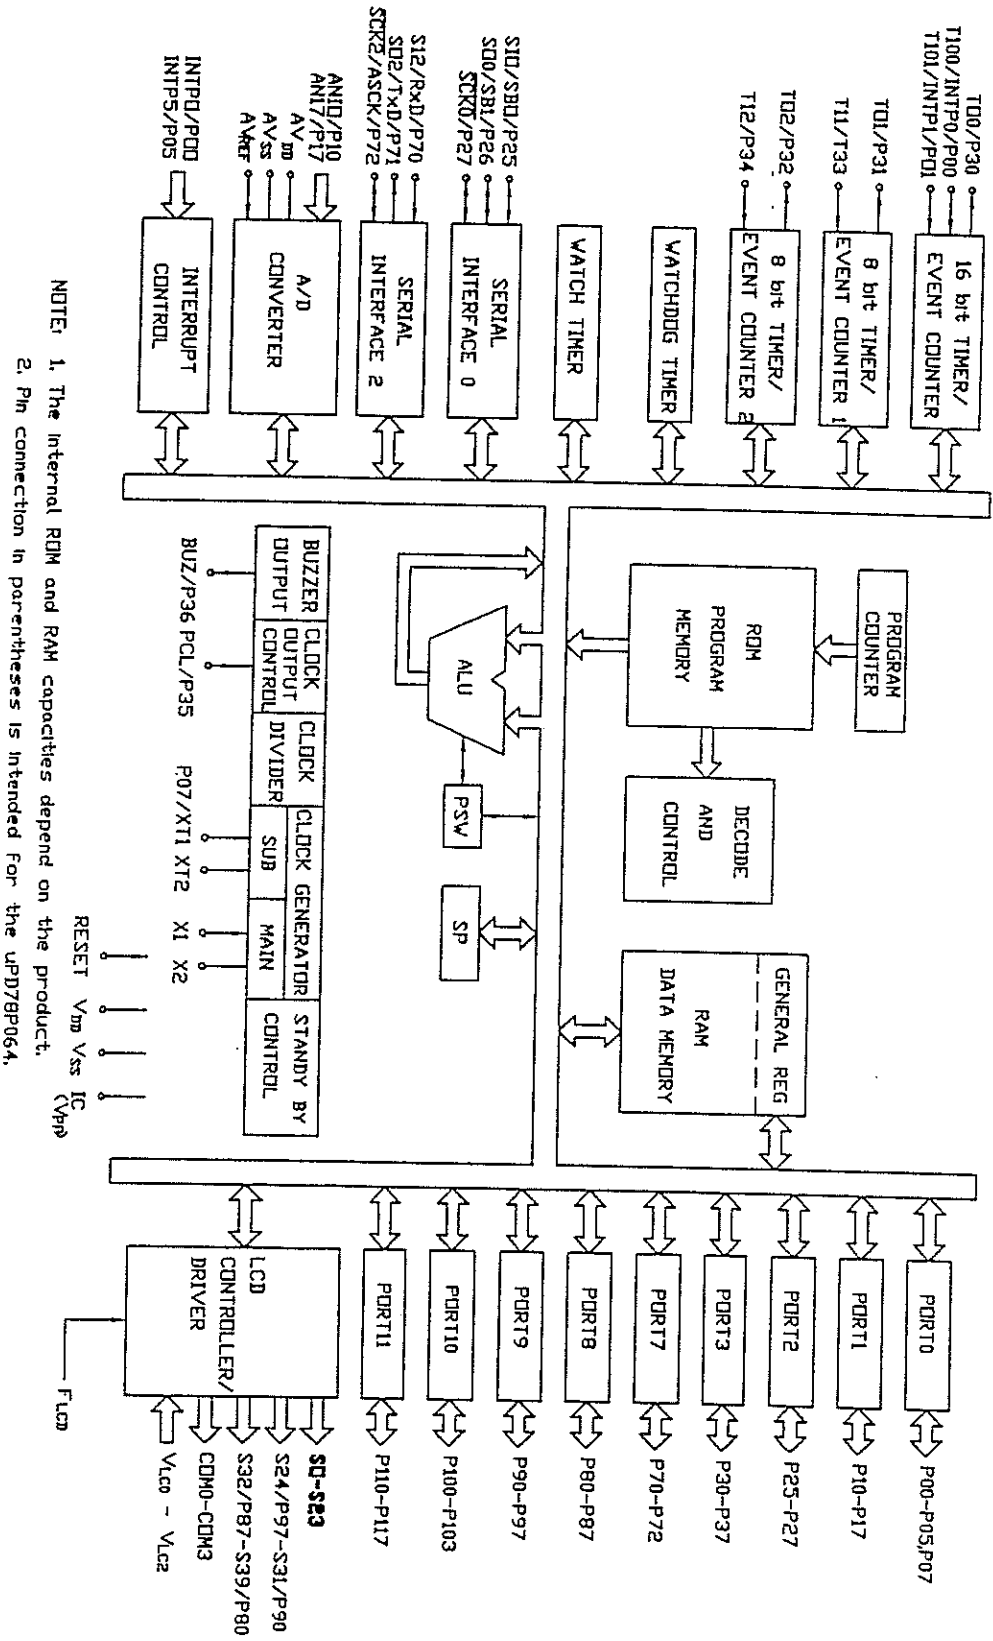 TO0/P30
T100/INTP0/P00
T101/INTP1/P01
16 bit TIMER/
EVENT COUNTER
TO1/P31
T11/T33
8 bit TIMER/
EVENT COUNTER 1
TO2/P32
T12/P34
8 bit TIMER/
EVENT COUNTER 2
WATCHDOG TIMER
WATCH TIMER
SI0/SB0/P25
SO0/SB1/P26
SCK0/P27
SERIAL
INTERFACE 0
S12/RxD/P70
SO2/TxD/P71
SCK2/ASCK/P72
SERIAL
INTERFACE 2
ANI0/P10
ANI7/P17
AVDD
AVSS
AVREF
A/D
CONVERTER
INTP0/P00
INTP5/P05
INTERRUPT
CONTROL
PROGRAM
COUNTER
ROM
PROGRAM
MEMORY
DECODE
AND
CONTROL
GENERAL REG
RAM
DATA MEMORY
ALU
PSW
SP
BUZZER
OUTPUT
CLOCK
OUTPUT
CONTROL
CLOCK
DIVIDER
CLOCK GENERATOR
SUB
MAIN
STANDY BY
CONTROL
BUZ/P36 PCL/P35
P07/XT1 XT2
X1 X2
RESET VDD VSS IC
(VPP)
PORT0
P00-P05,P07
PORT1
P10-P17
PORT2
P25-P27
PORT3
P30-P37
PORT7
P70-P72
PORT8
P80-P87
PORT9
P90-P97
PORT10
P100-P103
PORT11
P110-P117
LCD
CONTROLLER/
DRIVER
S0-S23
S24/P97-S31/P90
S32/P87-S39/P80
COM0-COM3
VLC0 - VLC2
FLCD
NOTE: 1. The internal ROM and RAM capacities depend on the product.
2. Pin connection in parentheses is intended for the uPD78P064.